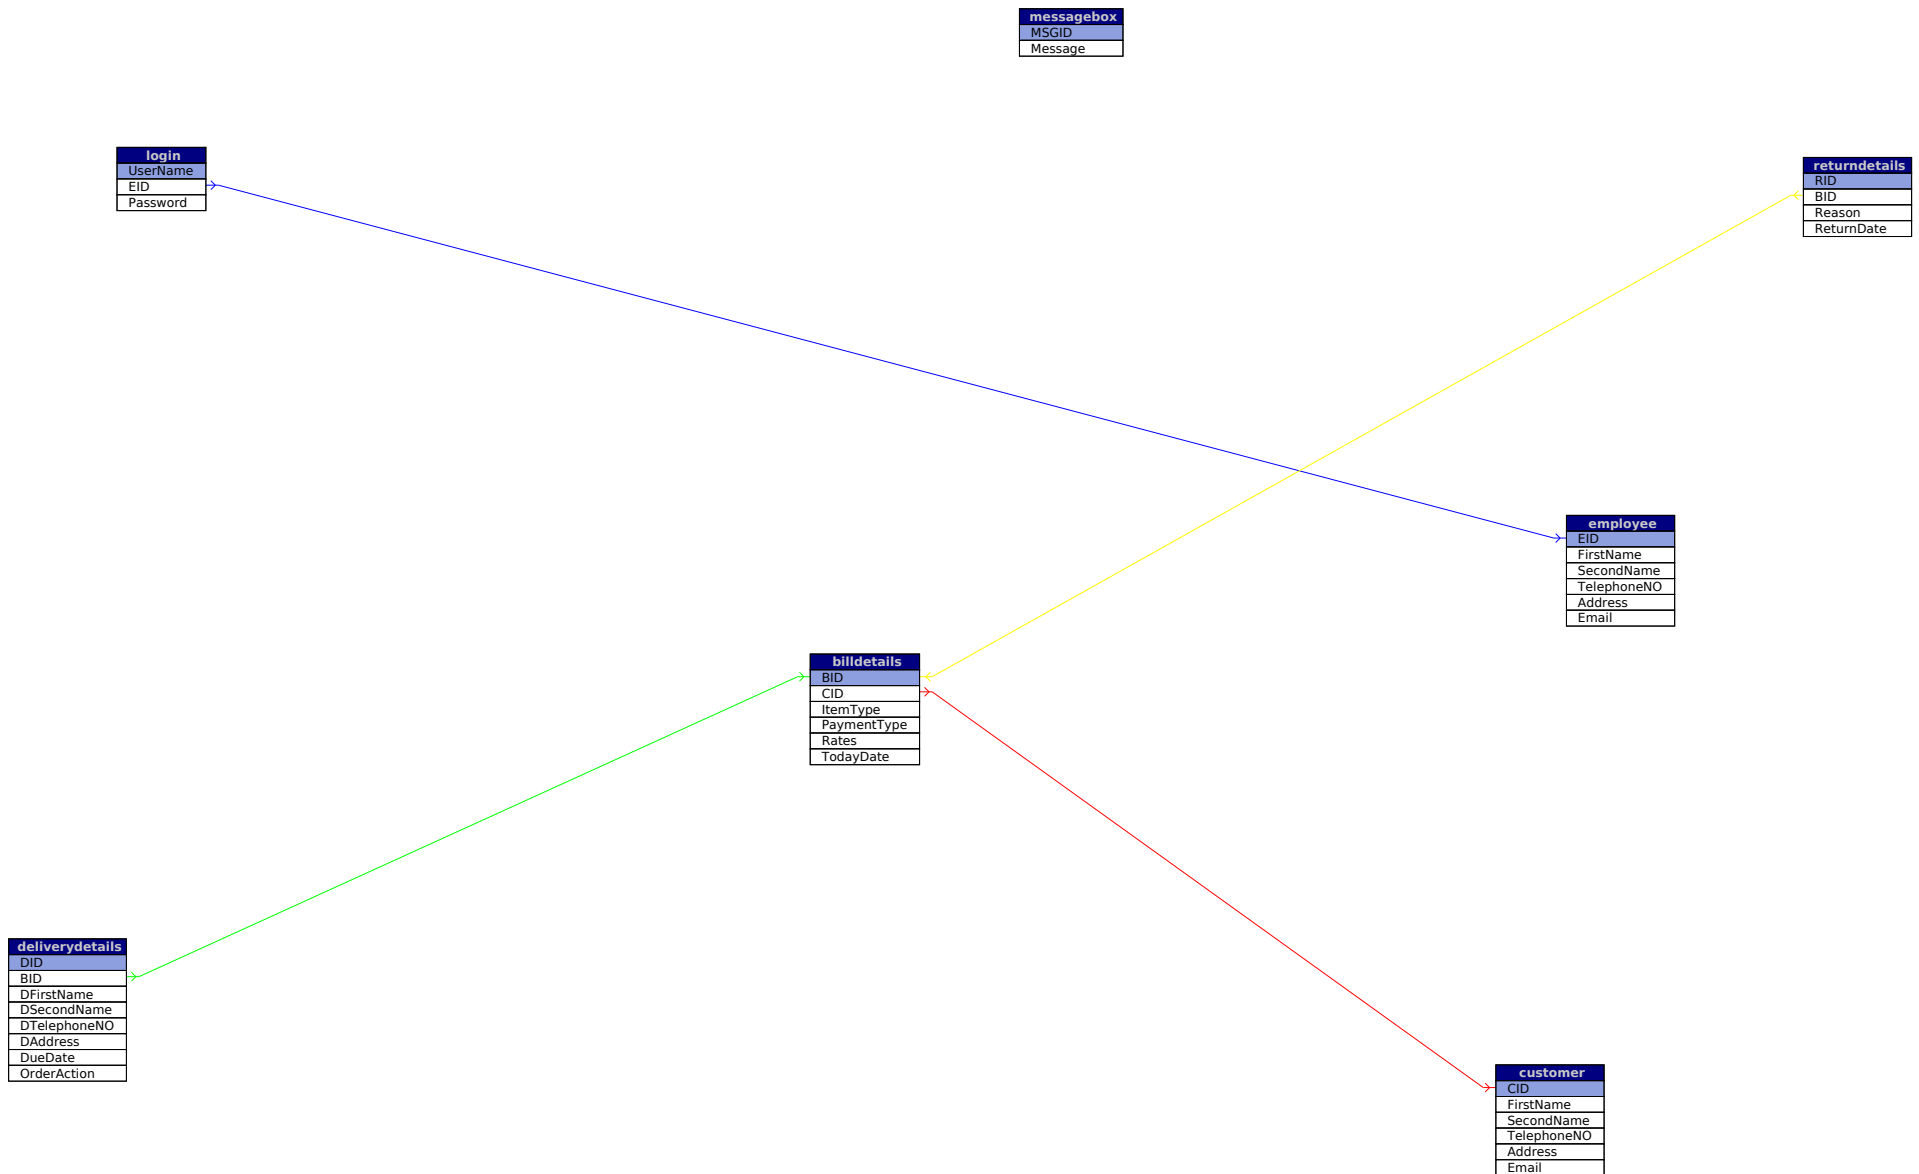 messagebox
MSGID
Message
login
UserName
EID
Password
returndetails
RID
BID
Reason
ReturnDate
employee
EID
FirstName
SecondName
TelephoneNO
Address
Email
billdetails
BID
CID
ItemType
PaymentType
Rates
TodayDate
deliverydetails
DID
BID
DFirstName
DSecondName
DTelephoneNO
DAddress
DueDate
OrderAction
customer
CID
FirstName
SecondName
TelephoneNO
Address
Email